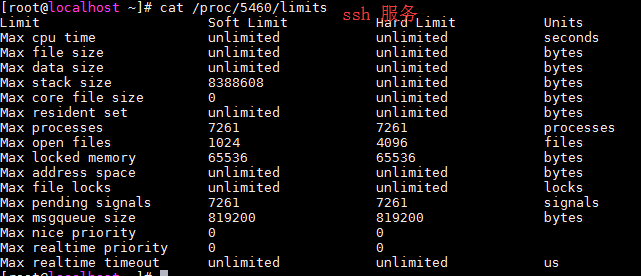 [root@localhost ~]# cat /proc/5460/limits
ssh 服务
Limit Soft Limit Hard Limit Units
Max cpu time unlimited unlimited seconds
Max file size unlimited unlimited bytes
Max data size unlimited unlimited bytes
Max stack size 8388608 unlimited bytes
Max core file size 0 unlimited bytes
Max resident set unlimited unlimited bytes
Max processes 7261 7261 processes
Max open files 1024 4096 files
Max locked memory 65536 65536 bytes
Max address space unlimited unlimited bytes
Max file locks unlimited unlimited locks
Max pending signals 7261 7261 signals
Max msgqueue size 819200 819200 bytes
Max nice priority 0 0
Max realtime priority 0 0
Max realtime timeout unlimited unlimited us
[root@localhost ~]#